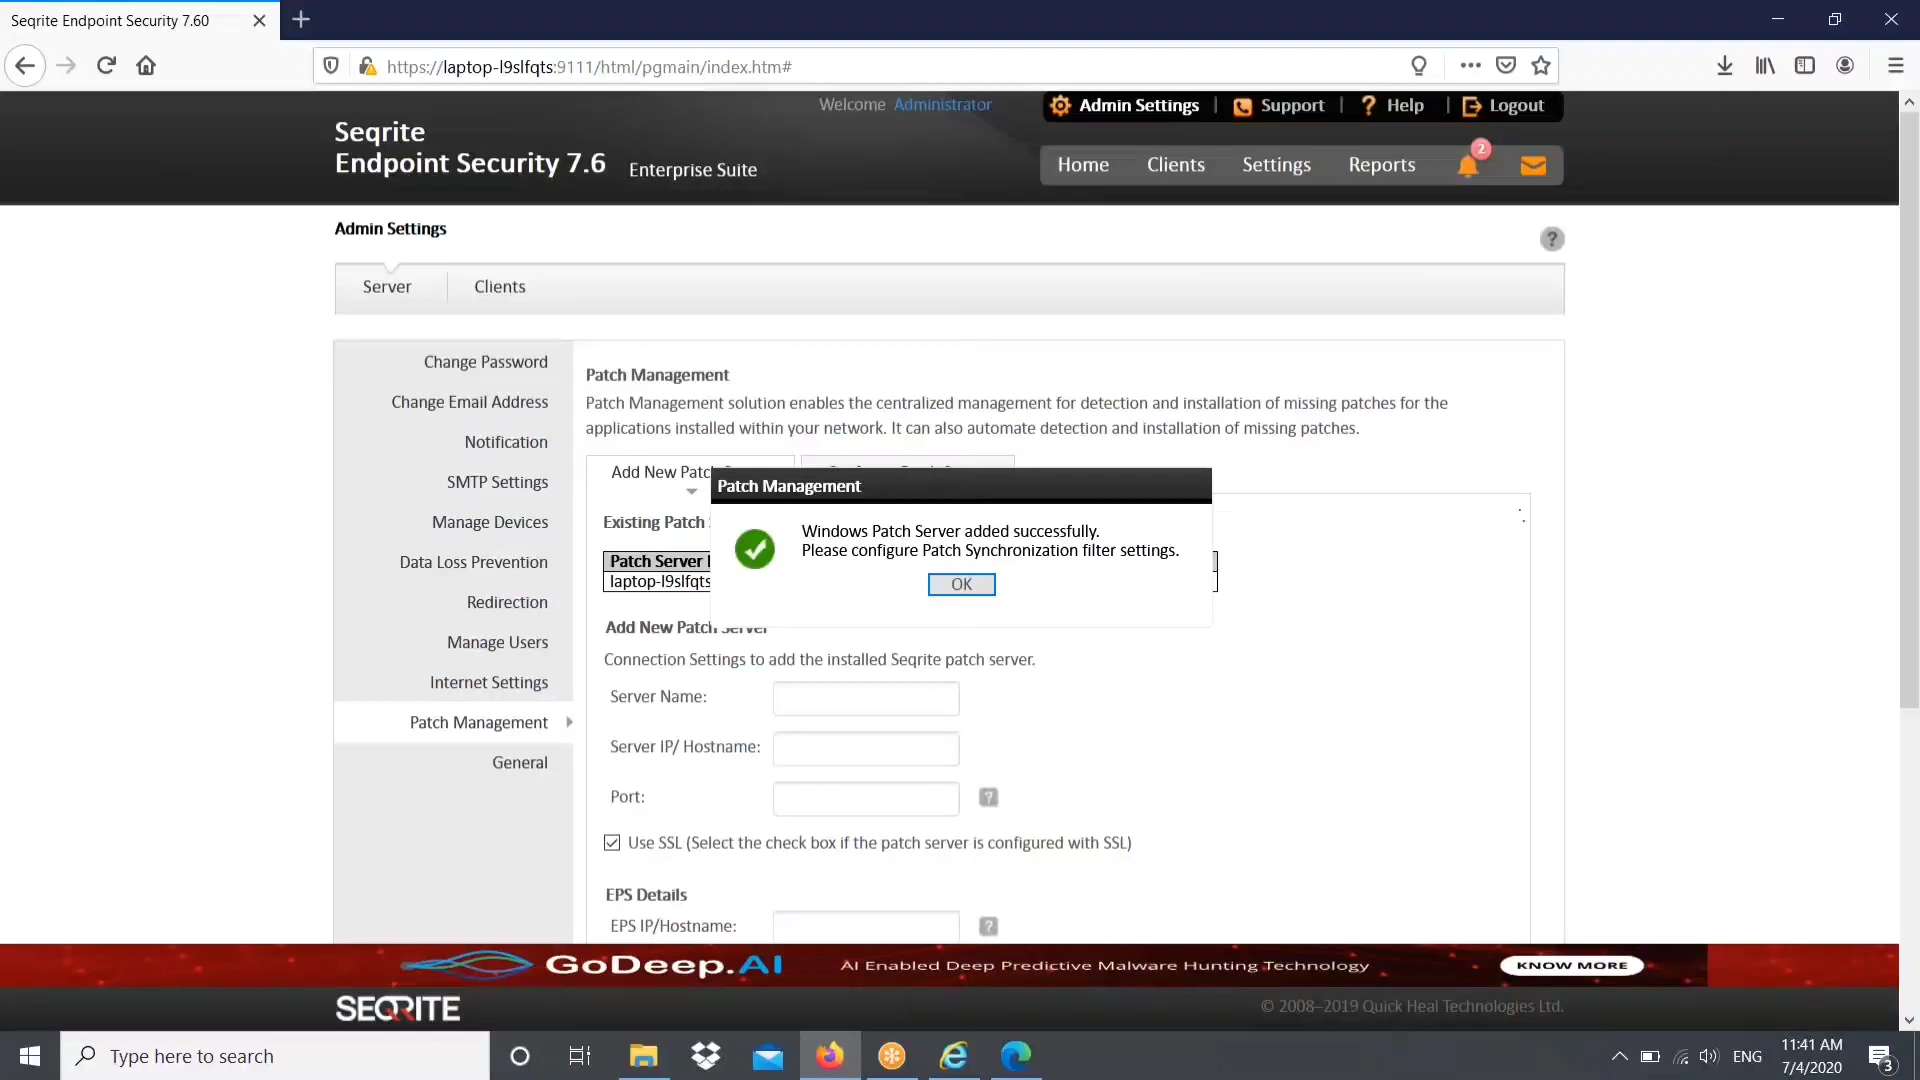 Seqrite Endpoint Security 7.60
https://laptop-l9slfqts:9111/html/pgmain/index.htm#
Welcome Administrator
Admin Settings | Support | ? Help | Logout
Seqrite
Endpoint Security 7.6 Enterprise Suite
Home Clients Settings Reports 2
Admin Settings
?
Server Clients
Change Password
Change Email Address
Notification
SMTP Settings
Manage Devices
Data Loss Prevention
Redirection
Manage Users
Internet Settings
Patch Management
General
Patch Management
Patch Management solution enables the centralized management for detection and installation of missing patches for the
applications installed within your network. It can also automate detection and installation of missing patches.
Add New Patc
Existing Patch
Patch Server
laptop-l9slfqts
Patch Management
Windows Patch Server added successfully.
Please configure Patch Synchronization filter settings.
OK
Add New Patch Server
Connection Settings to add the installed Seqrite patch server.
Server Name:
Server IP/ Hostname:
Port: ?
Use SSL (Select the check box if the patch server is configured with SSL)
EPS Details
EPS IP/Hostname: ?
GoDeep.AI AI Enabled Deep Predictive Malware Hunting Technology KNOW MORE
SEQRITE © 2008–2019 Quick Heal Technologies Ltd.
Type here to search
ENG
11:41 AM
7/4/2020
3